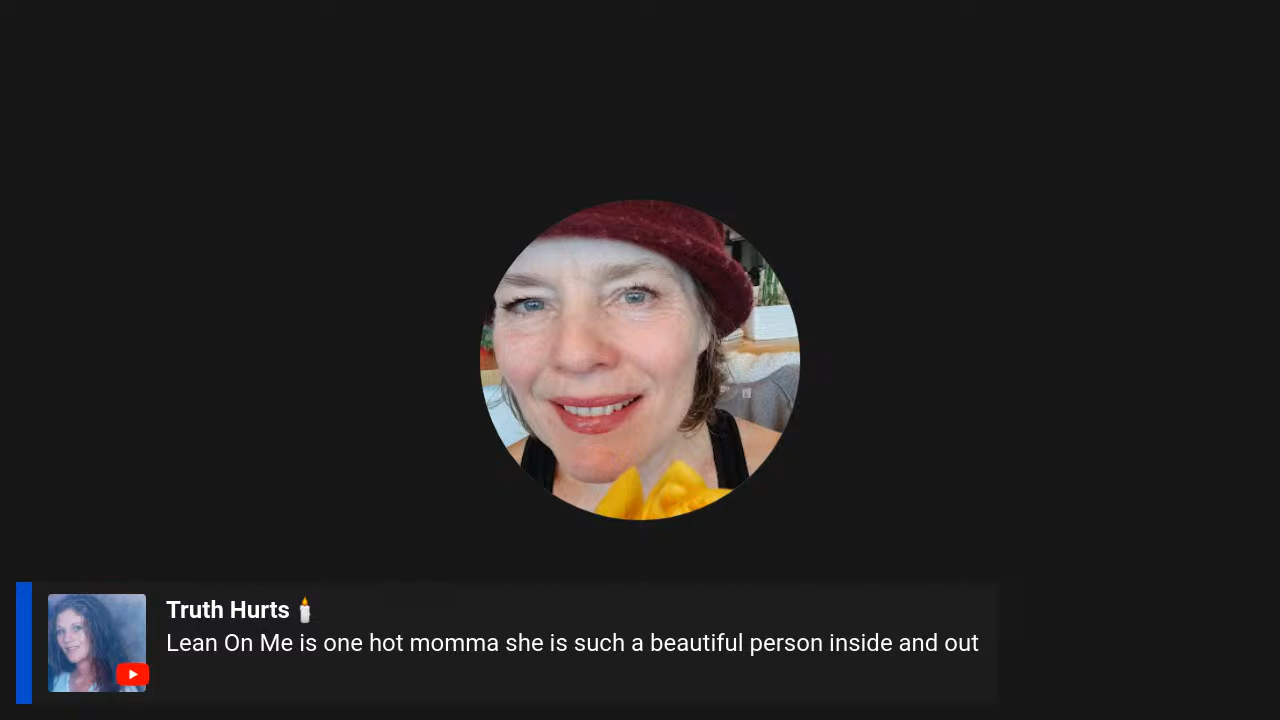 Truth Hurts🕯️
Lean On Me is one hot momma she is such a beautiful person inside and out